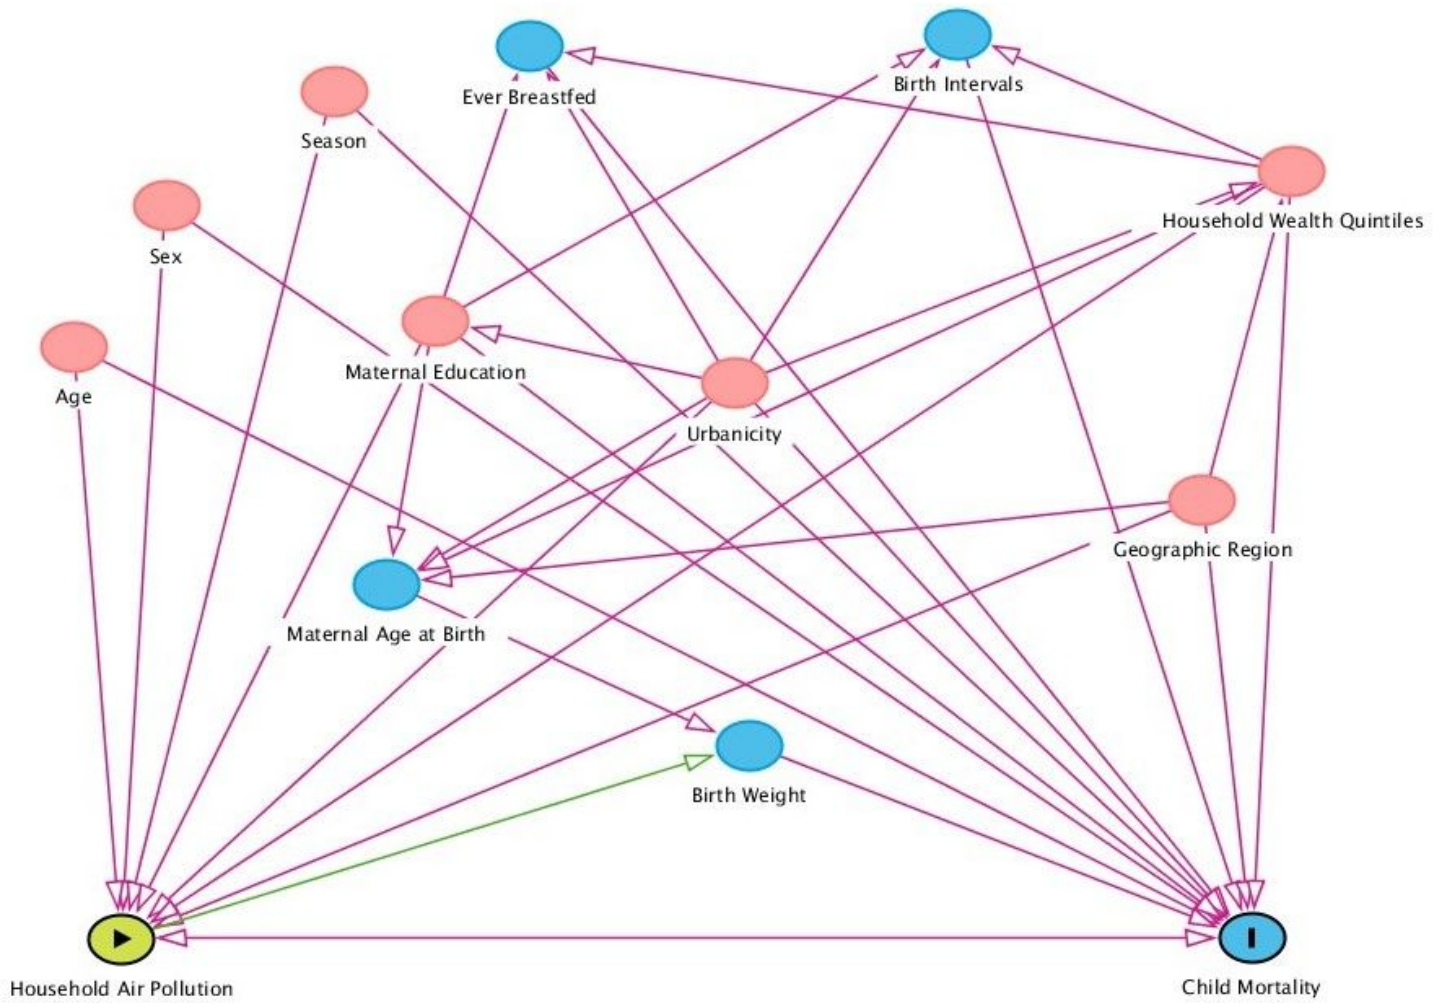 Ever Breastfed
Birth Intervals
Season
Household Wealth Quintiles
Sex
Maternal Education
Age
Urbanicity
Geographic Region
Maternal Age at Birth
Birth Weight
Household Air Pollution
Child Mortality